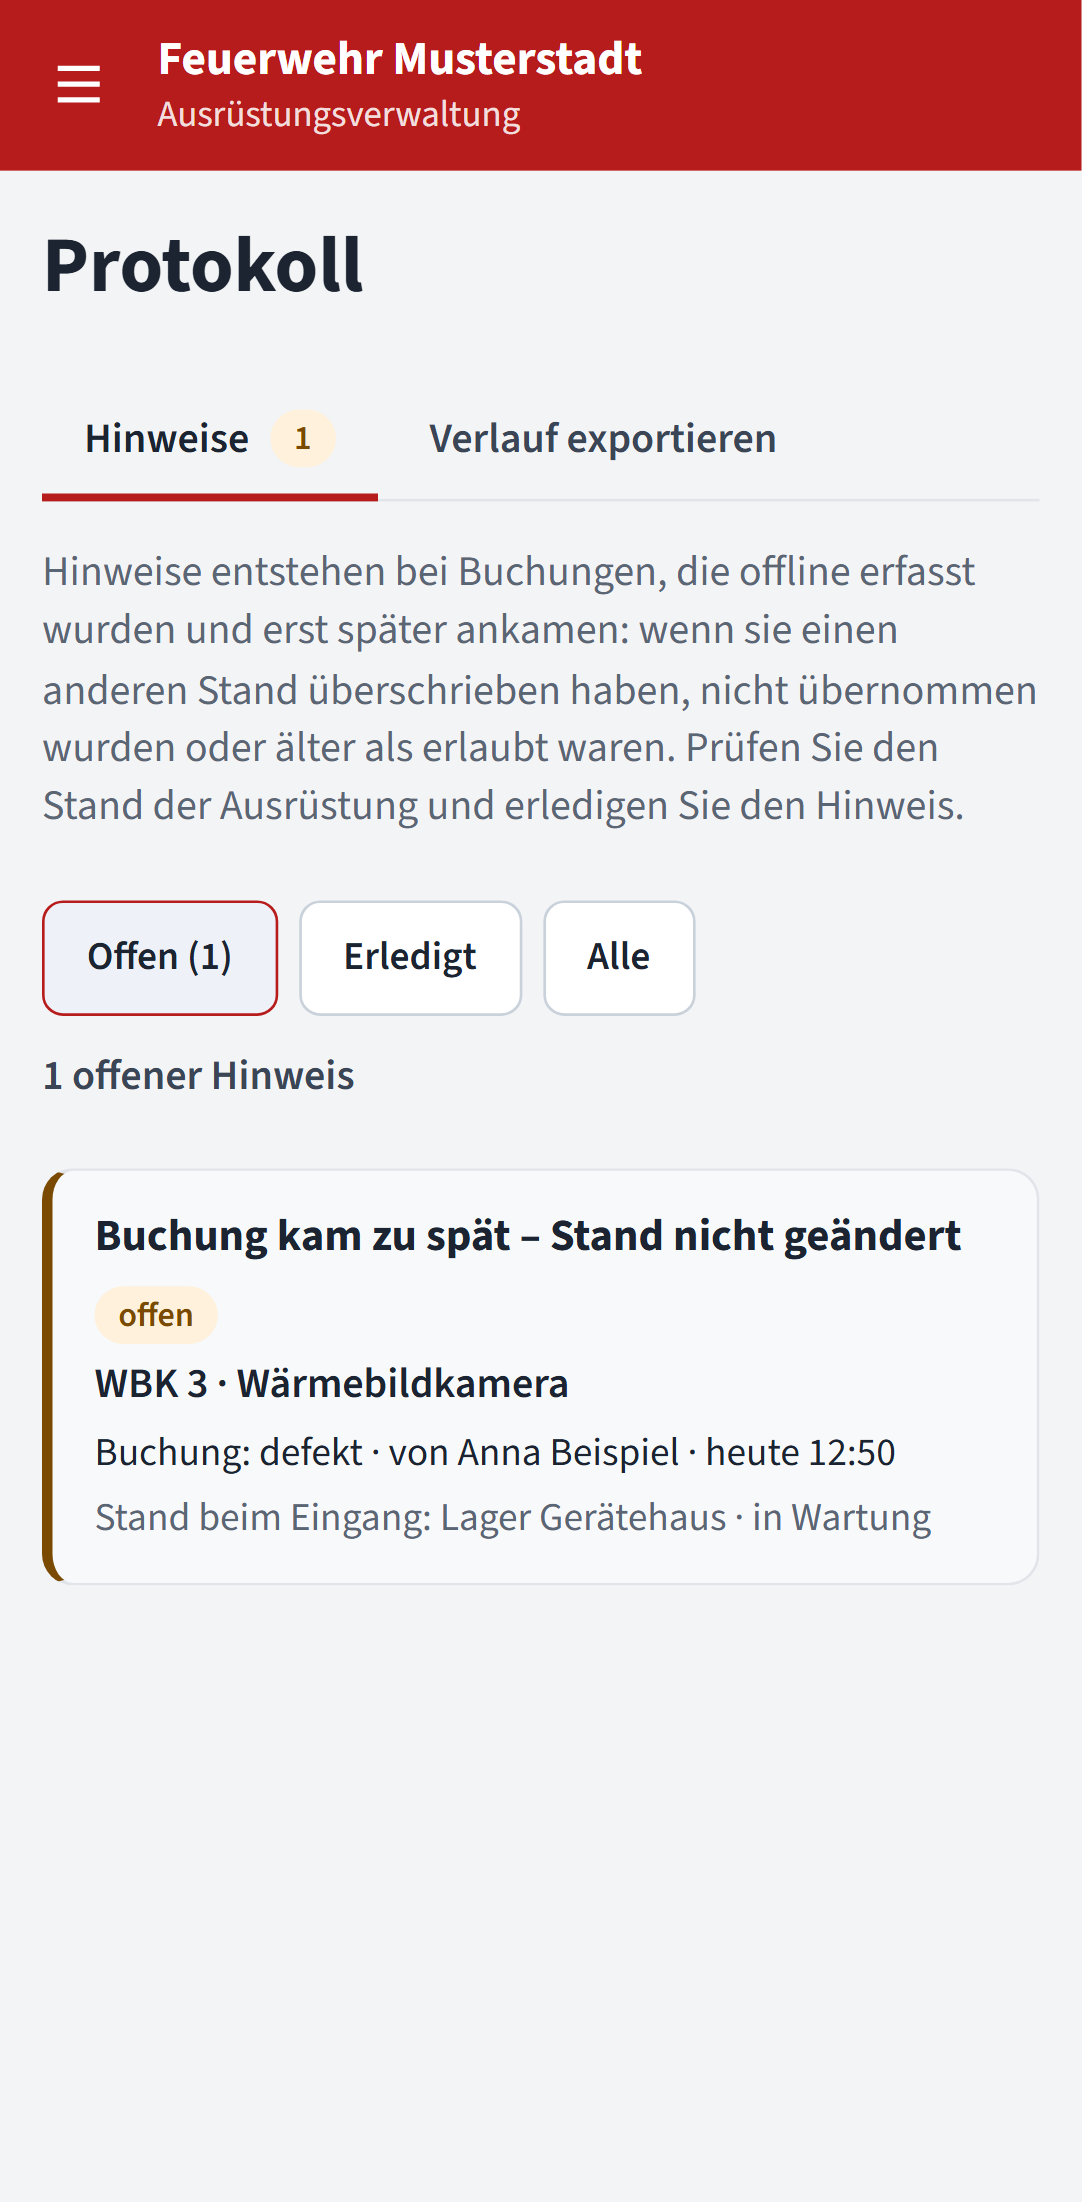 Feuerwehr Musterstadt
Ausrüstungsverwaltung
Protokoll
Hinweise 1 Verlauf exportieren
Hinweise entstehen bei Buchungen, die offline erfasst
wurden und erst später ankamen: wenn sie einen
anderen Stand überschrieben haben, nicht übernommen
wurden oder älter als erlaubt waren. Prüfen Sie den
Stand der Ausrüstung und erledigen Sie den Hinweis.
Offen (1) Erledigt Alle
1 offener Hinweis
Buchung kam zu spät – Stand nicht geändert
offen
WBK 3 · Wärmebildkamera
Buchung: defekt · von Anna Beispiel · heute 12:50
Stand beim Eingang: Lager Gerätehaus · in Wartung